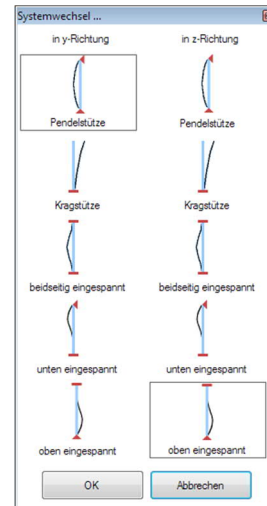 Systemwechsel ...
in y-Richtung in z-Richtung
Pendelstütze Pendelstütze
Kragstütze Kragstütze
beidseitig eingespannt beidseitig eingespannt
unten eingespannt unten eingespannt
oben eingespannt oben eingespannt
OK Abbrechen